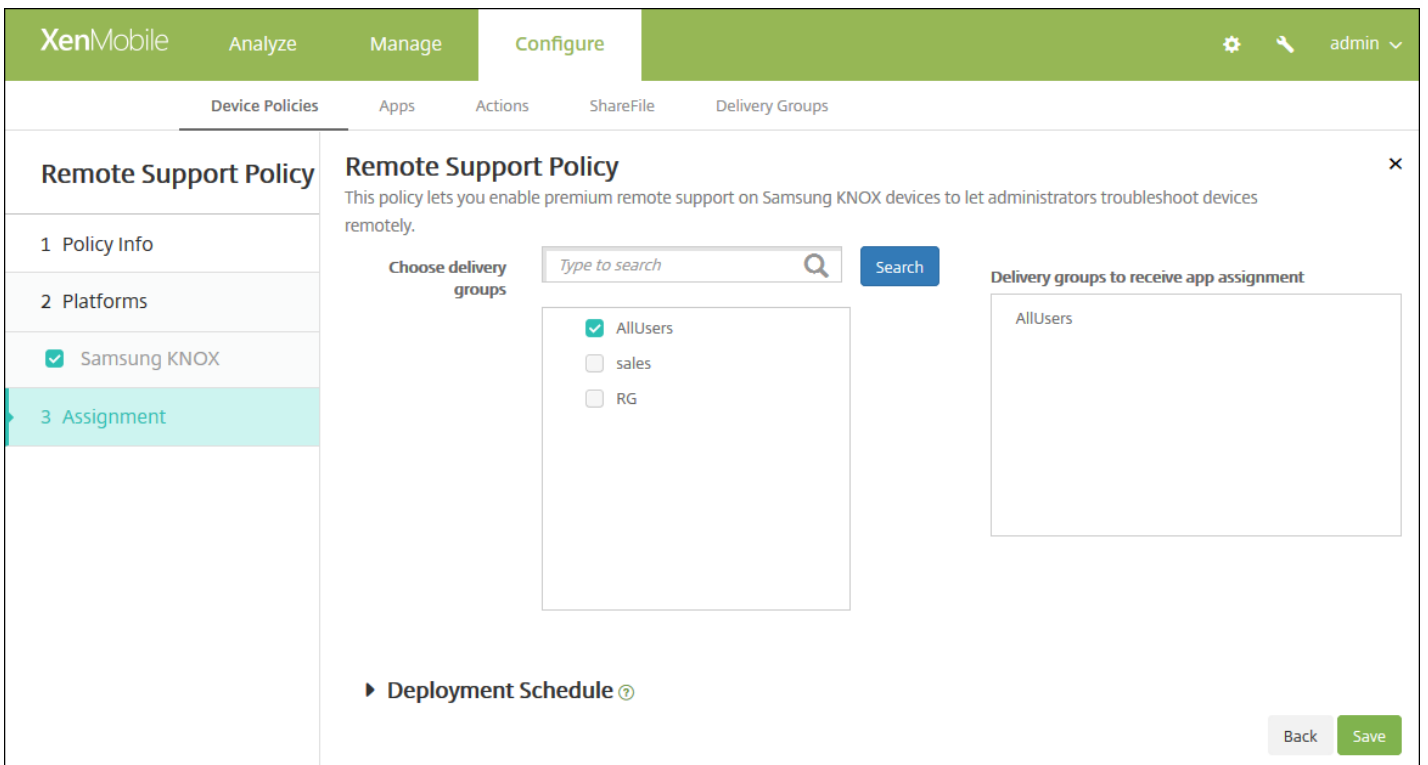 XenMobile Analyze Manage Configure admin
Device Policies Apps Actions ShareFile Delivery Groups
Remote Support Policy
1 Policy Info
2 Platforms
Samsung KNOX
3 Assignment
Remote Support Policy
This policy lets you enable premium remote support on Samsung KNOX devices to let administrators troubleshoot devices
remotely.
Choose delivery
groups
Type to search
Search
AllUsers
sales
RG
Delivery groups to receive app assignment
AllUsers
Deployment Schedule
Back Save